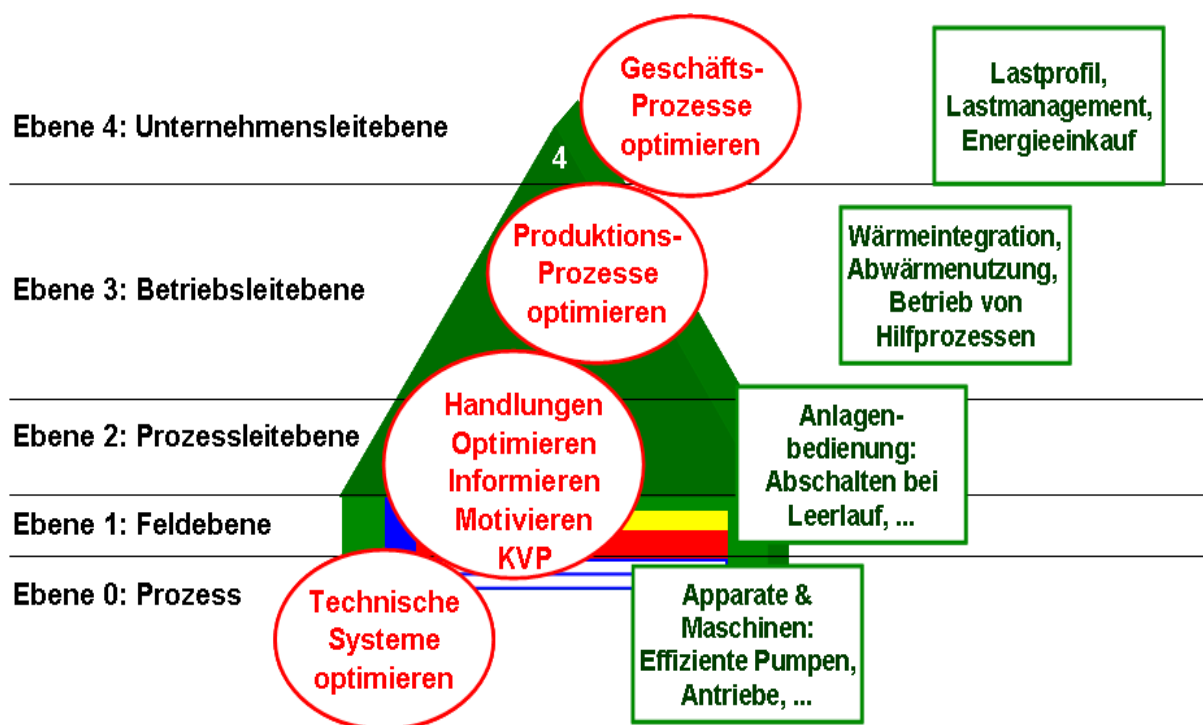 Geschäfts-
Prozesse
optimieren
Lastprofil,
Lastmanagement,
Energieeinkauf
Ebene 4: Unternehmensleitebene
4
Produktions-
Prozesse
optimieren
Wärmeintegration,
Abwärmenutzung,
Betrieb von
Hilfprozessen
Ebene 3: Betriebsleitebene
Handlungen
Optimieren
Informieren
Motivieren
KVP
Anlagen-
bedienung:
Abschalten bei
Leerlauf, ...
Ebene 2: Prozessleitebene
Ebene 1: Feldebene
Ebene 0: Prozess
Technische
Systeme
optimieren
Apparate &
Maschinen:
Effiziente Pumpen,
Antriebe, ...